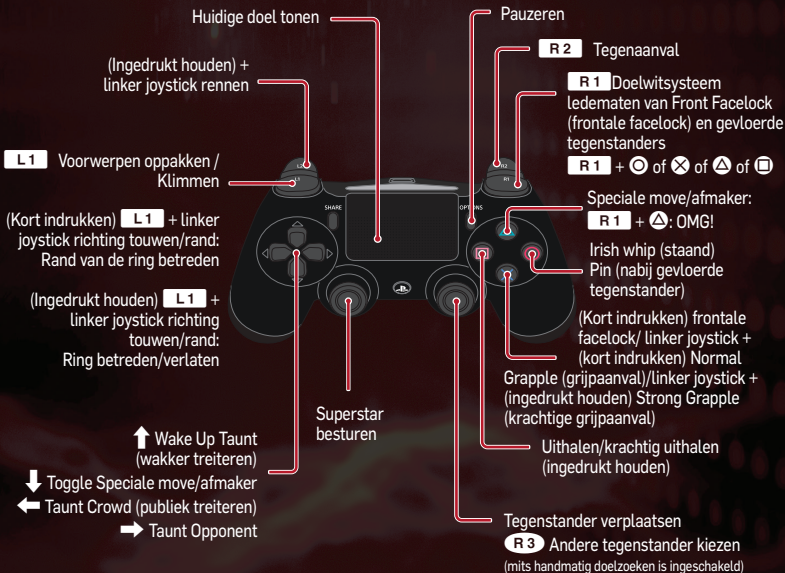 Huidige doel tonen
Pauzeren
(Ingedrukt houden) +
linker joystick rennen
R2 Tegenaanval
R1 Doelwitsysteem
ledematen van Front Facelock
(frontale facelock) en gevloerde
tegenstanders
R1 + ○ of ⊗ of △ of □
L1 Voorwerpen oppakken /
Klimmen
(Kort indrukken) L1 + linker
joystick richting touwen/rand:
Rand van de ring betreden
(Ingedrukt houden) L1 +
linker joystick richting
touwen/rand:
Ring betreden/verlaten
L2
L1
SHARE
OPTIONS
R2
R1
Speciale move/afmaker:
R1 + △: OMG!
Irish whip (staand)
Pin (nabij gevloerde
tegenstander)
(Kort indrukken) frontale
facelock/ linker joystick +
(kort indrukken) Normal
Grapple (grijpaanval)/linker joystick +
(ingedrukt houden) Strong Grapple
(krachtige grijpaanval)
Superstar
besturen
Uithalen/krachtig uithalen
(ingedrukt houden)
↑ Wake Up Taunt
(wakker treiteren)
↓ Toggle Speciale move/afmaker
← Taunt Crowd (publiek treiteren)
→ Taunt Opponent
Tegenstander verplaatsen
R3 Andere tegenstander kiezen
(mits handmatig doelzoeken is ingeschakeld)